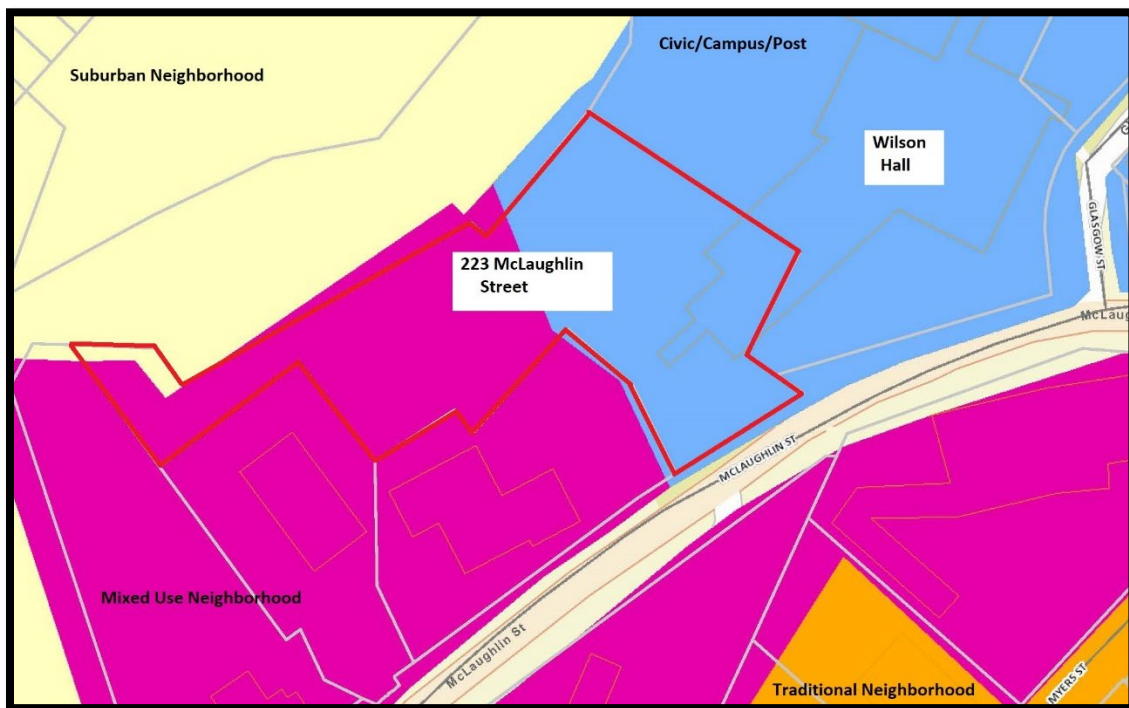 Civic/Campus/Post
Suburban Neighborhood
Wilson
Hall
GLASGOW ST
223 McLaughlin
Street
McLaug
MCLAUGHLIN ST
Mixed Use Neighborhood
McLaughlin St
Traditional Neighborhood
MYERS ST